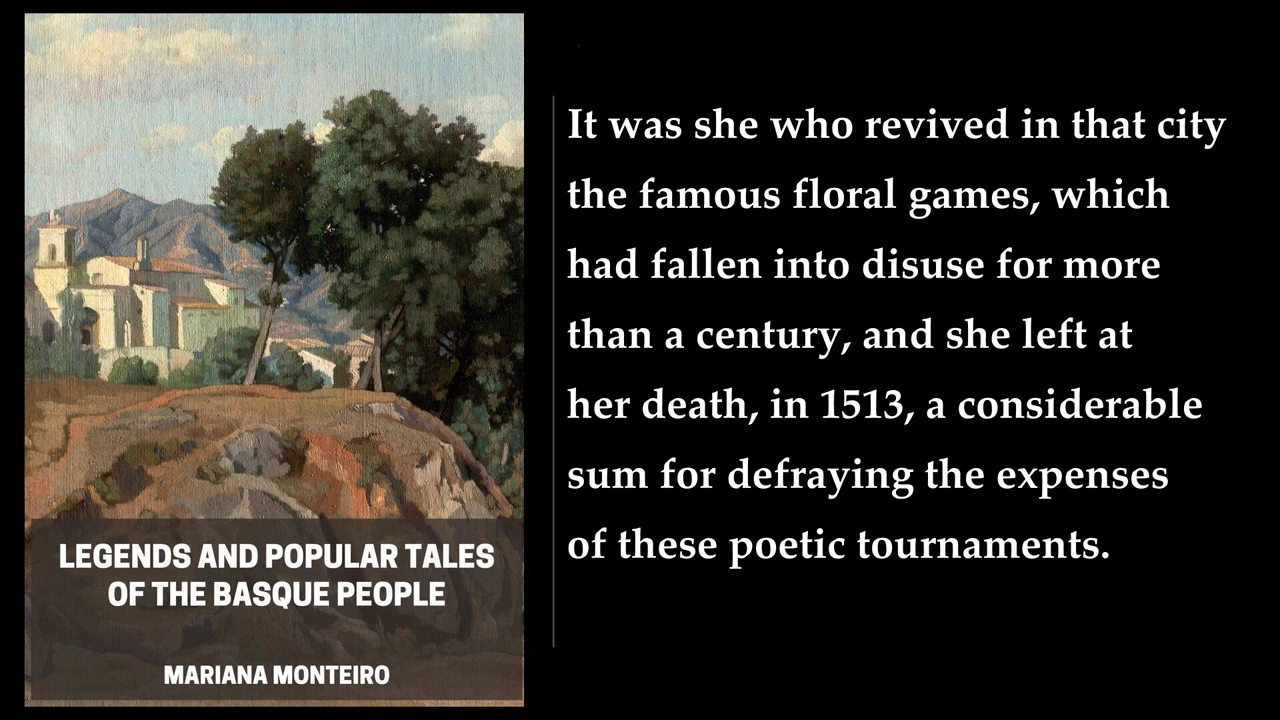 LEGENDS AND POPULAR TALES
OF THE BASQUE PEOPLE
MARIANA MONTEIRO
It was she who revived in that city
the famous floral games, which
had fallen into disuse for more
than a century, and she left at
her death, in 1513, a considerable
sum for defraying the expenses
of these poetic tournaments.